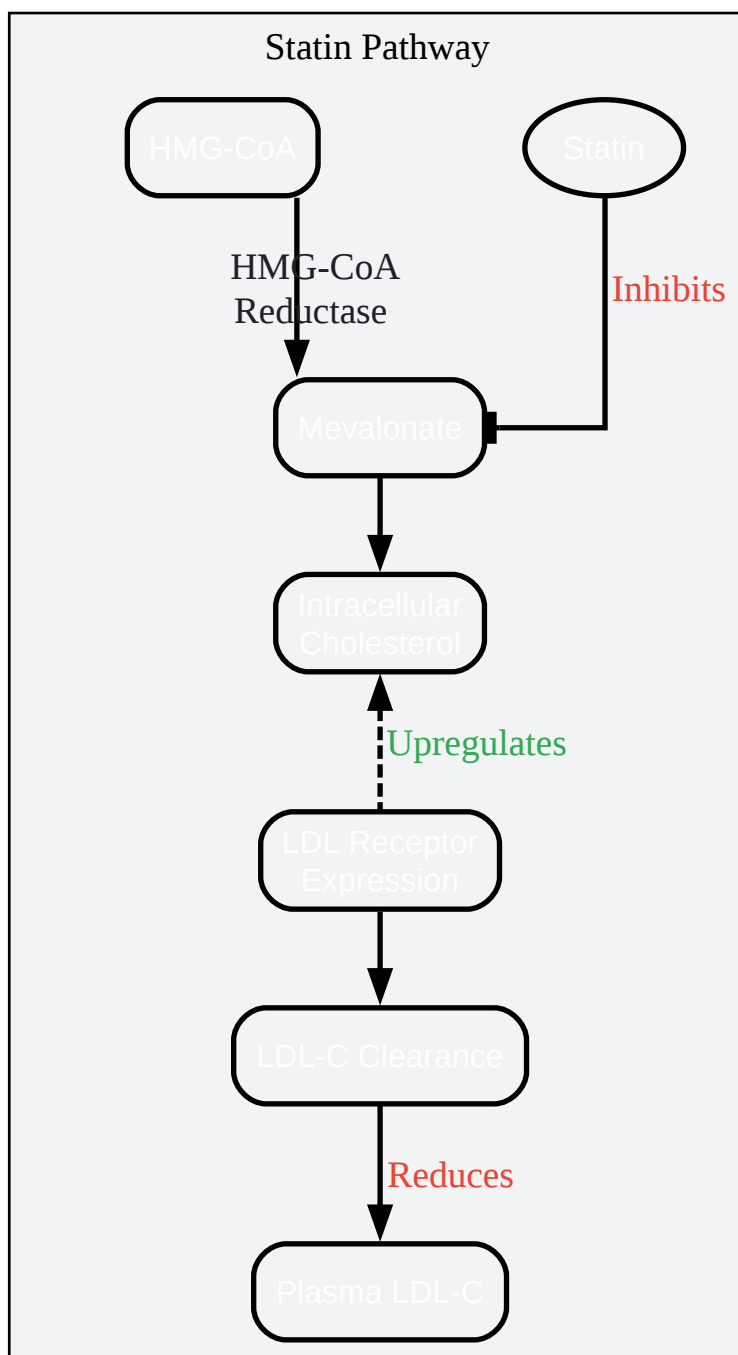 Statin Pathway
HMG-CoA
Statin
HMG-CoA
Reductase
Inhibits
Mevalonate
Intracellular
Cholesterol
Upregulates
LDL Receptor
Expression
LDL-C Clearance
Reduces
Plasma LDL-C